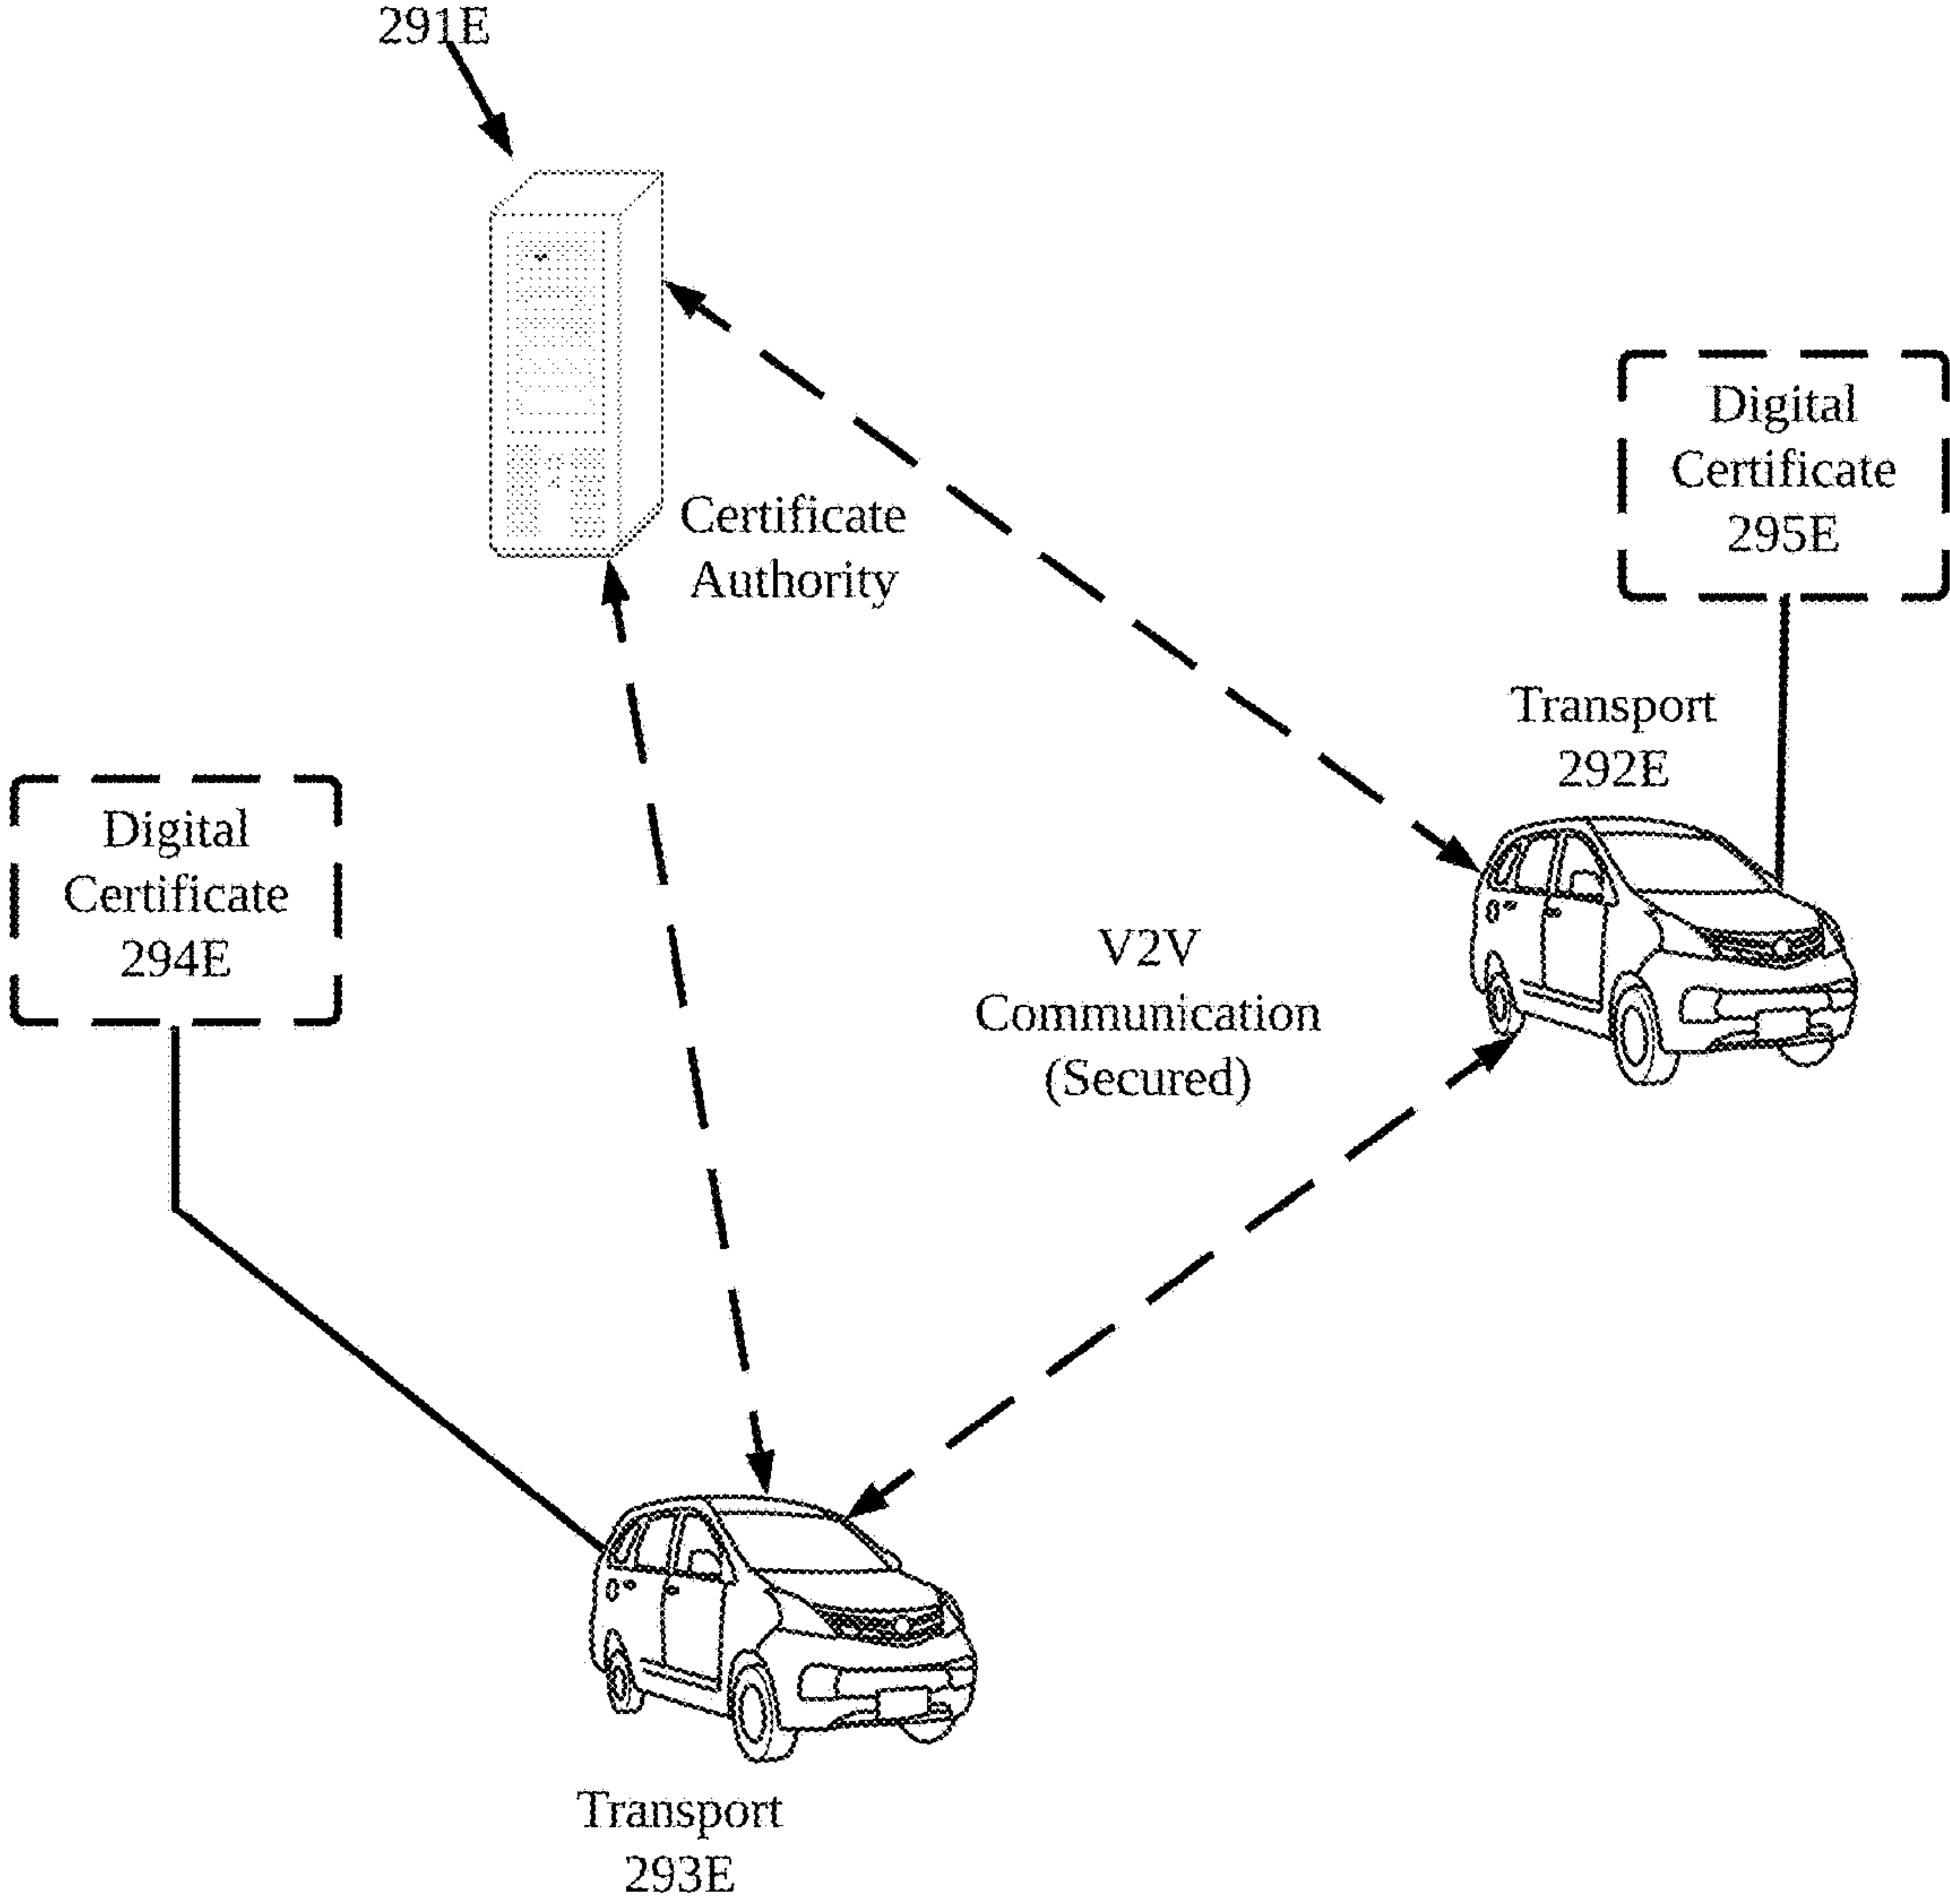 291E
Certificate
Authority
Digital
Certificate
295E
Transport
292E
Digital
Certificate
294E
V2V
Communication
(Secured)
Transport
293E